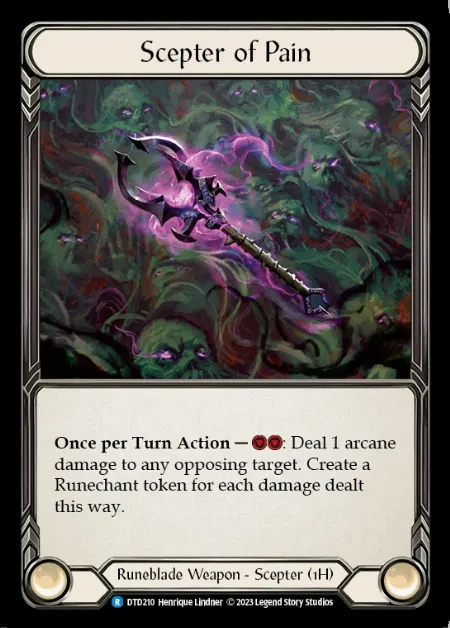 Scepter of Pain
Once per Turn Action — : Deal 1 arcane
damage to any opposing target. Create a
Runechant token for each damage dealt
this way.
Runeblade Weapon - Scepter (1H)
R DTD210 Henrique Lindner © 2023 Legend Story Studios